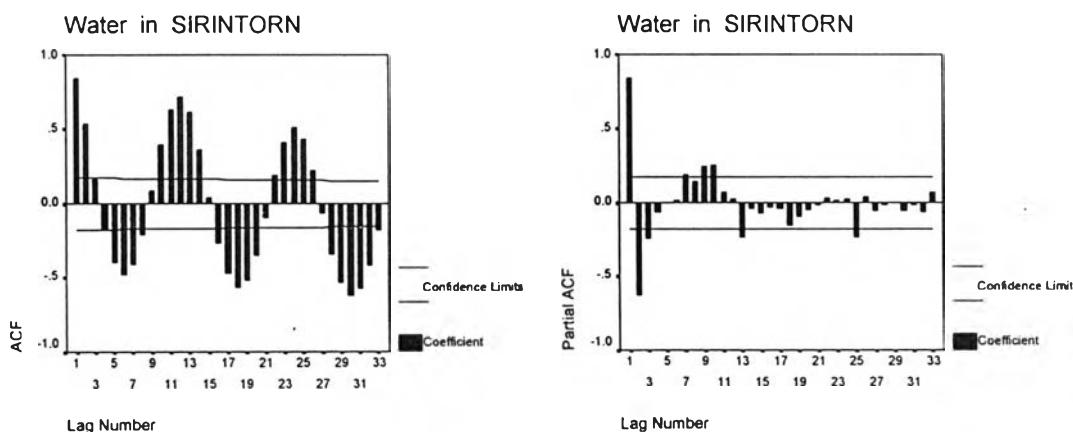 Water in SIRINTORN
1.0
.5
0.0
-.5
-1.0
ACF
1 5 9 13 17 21 25 29 33
3 7 11 15 19 23 27 31
Lag Number
Confidence Limits
Coefficient
Water in SIRINTORN
1.0
.5
0.0
-.5
-1.0
Partial ACF
1 5 9 13 17 21 25 29 33
3 7 11 15 19 23 27 31
Lag Number
Confidence Limit
Coefficient